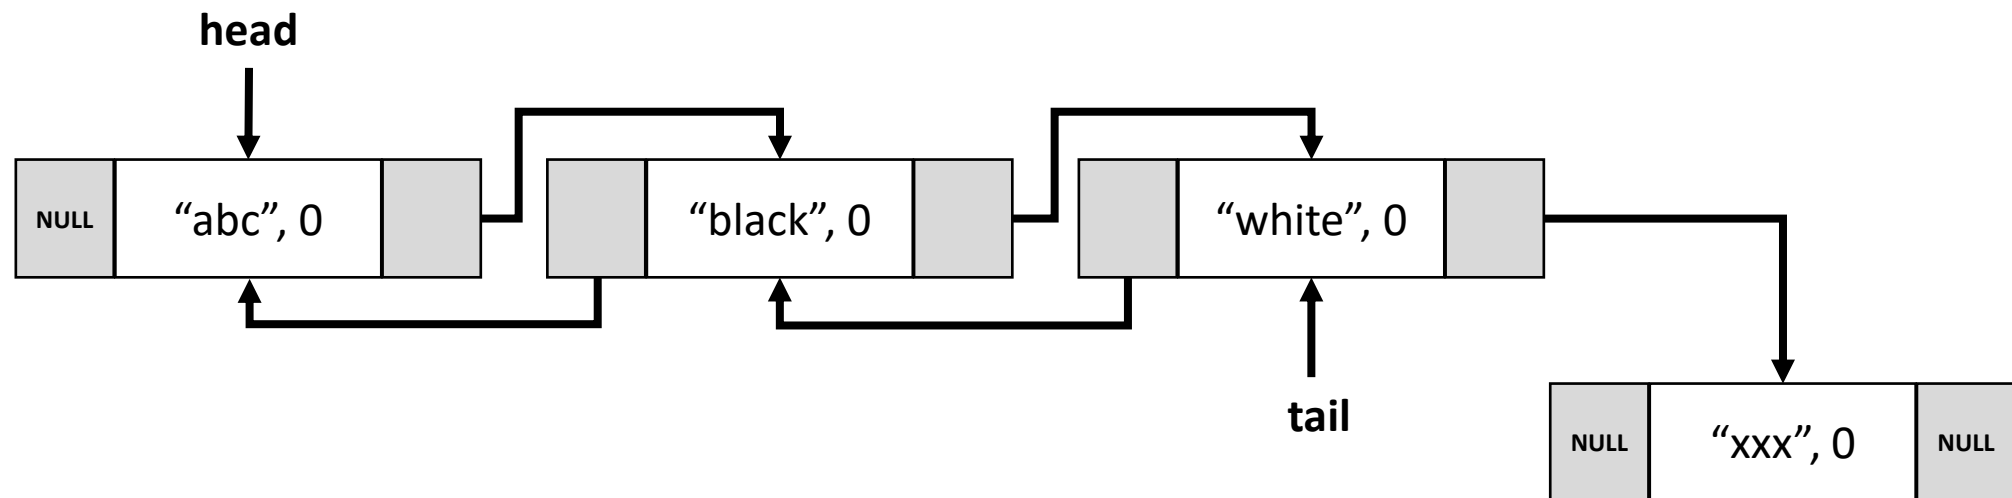 head
NULL “abc”, 0 “black”, 0 “white”, 0
tail
NULL “xxx”, 0 NULL